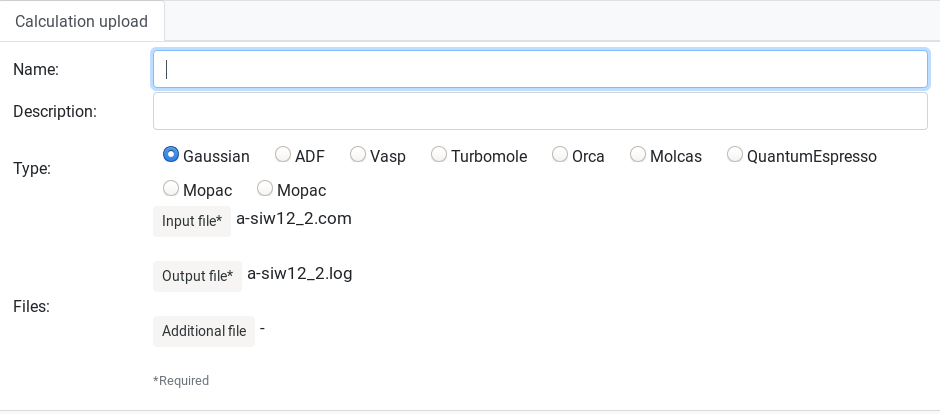 Calculation upload
Name:
Description:
Type:
Gaussian ADF Vasp Turbomole Orca Molcas QuantumEspresso
Mopac Mopac
Input file* a-siw12_2.com
Output file* a-siw12_2.log
Files:
Additional file -
*Required